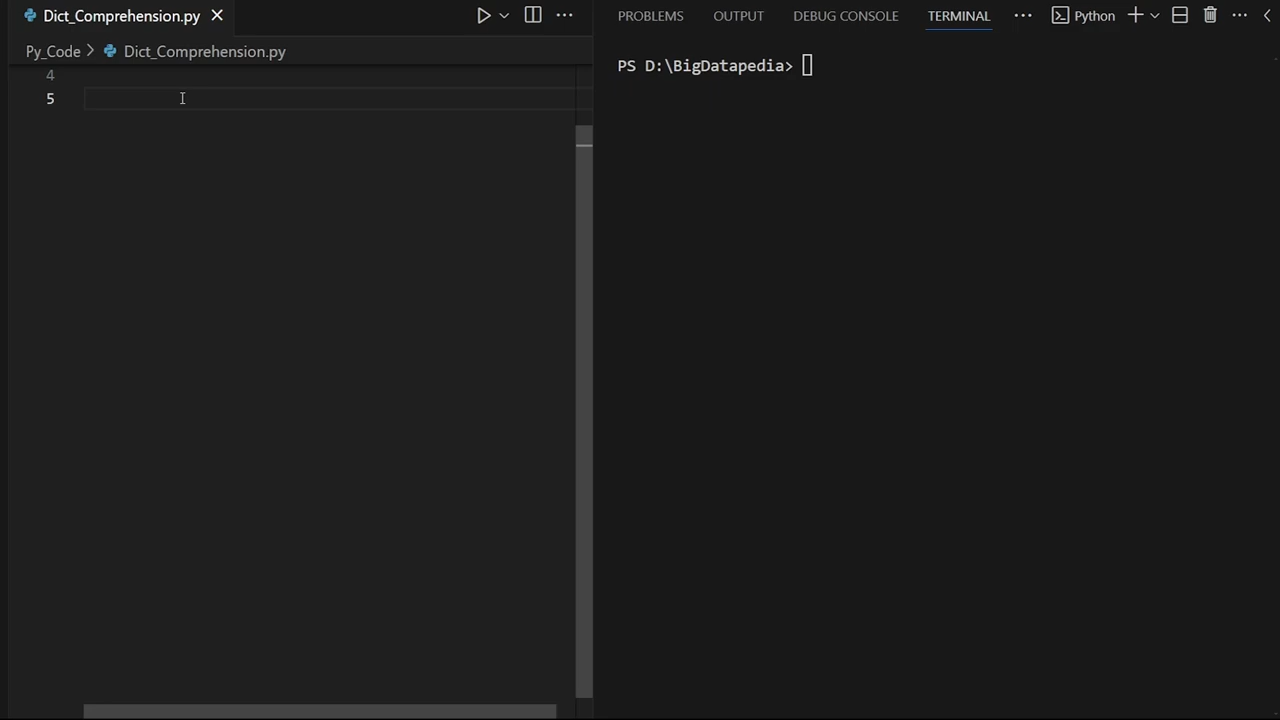 Dict_Comprehension.py
PROBLEMS OUTPUT DEBUG CONSOLE TERMINAL Python
Py_Code > Dict_Comprehension.py
PS D:\BigDatapedia>
4
5